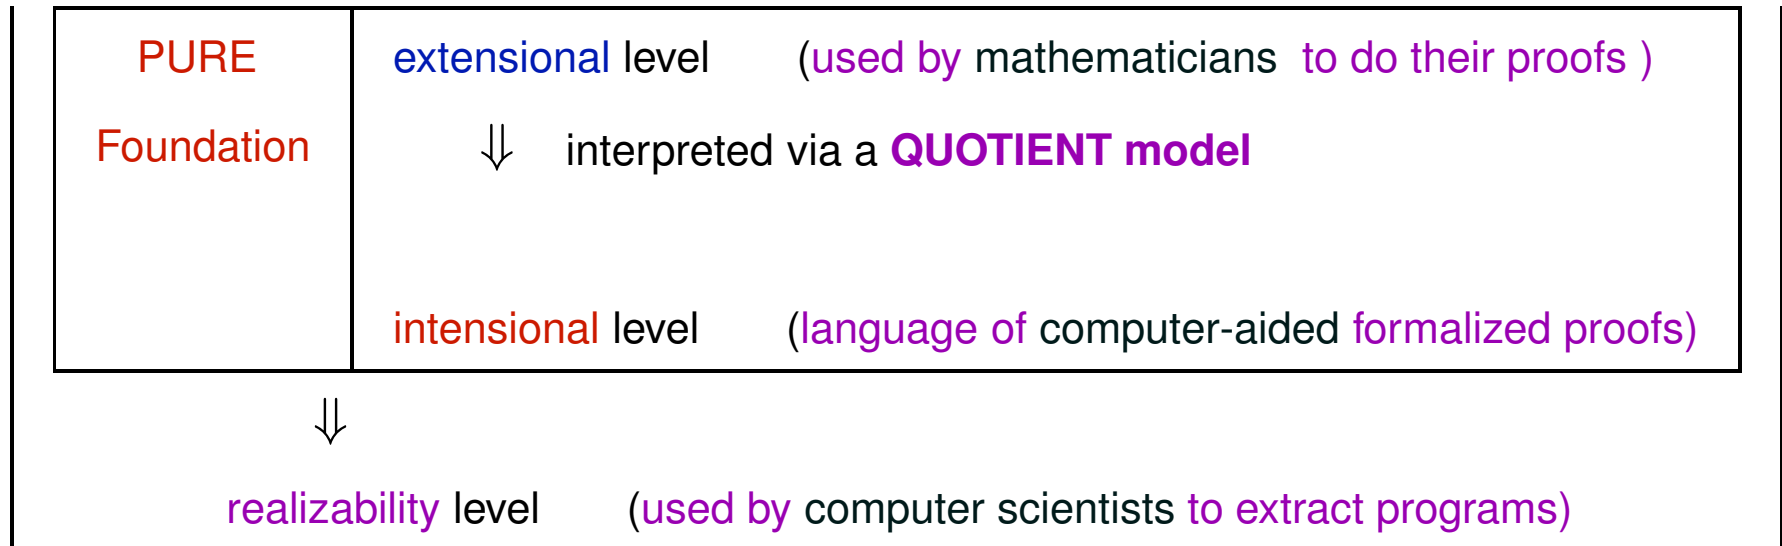 PURE extensional level (used by mathematicians to do their proofs )
Foundation ⇓ interpreted via a QUOTIENT model
intensional level (language of computer-aided formalized proofs)
⇓
realizability level (used by computer scientists to extract programs)